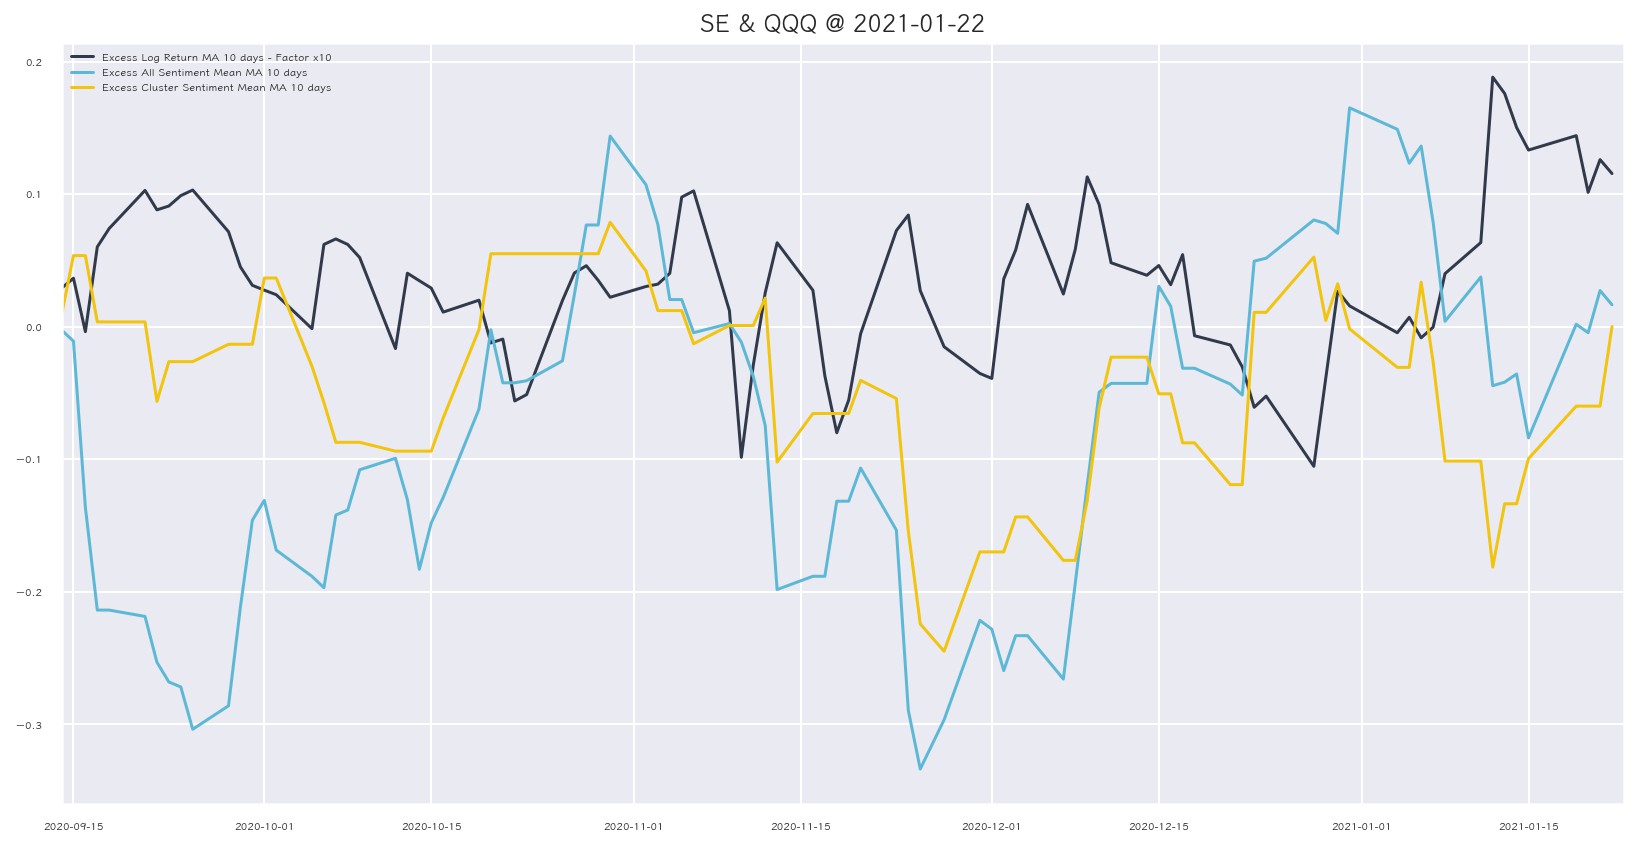 SE & QQQ @ 2021-01-22
Excess Log Return MA 10 days - Factor x10
Excess All Sentiment Mean MA 10 days
Excess Cluster Sentiment Mean MA 10 days
0.2
0.1
0.0
−0.1
−0.2
−0.3
2020-09-15 2020-10-01 2020-10-15 2020-11-01 2020-11-15 2020-12-01 2020-12-15 2021-01-01 2021-01-15